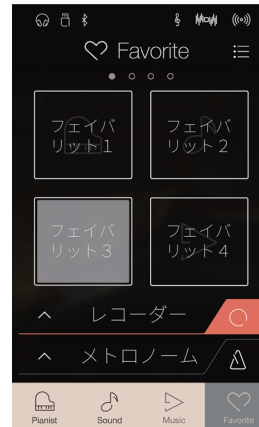 Favorite
フェイバ
リット1
フェイバ
リット2
フェイバ
リット3
フェイバ
リット4
レコーダー
メトロノーム
Pianist
Sound
Music
Favorite